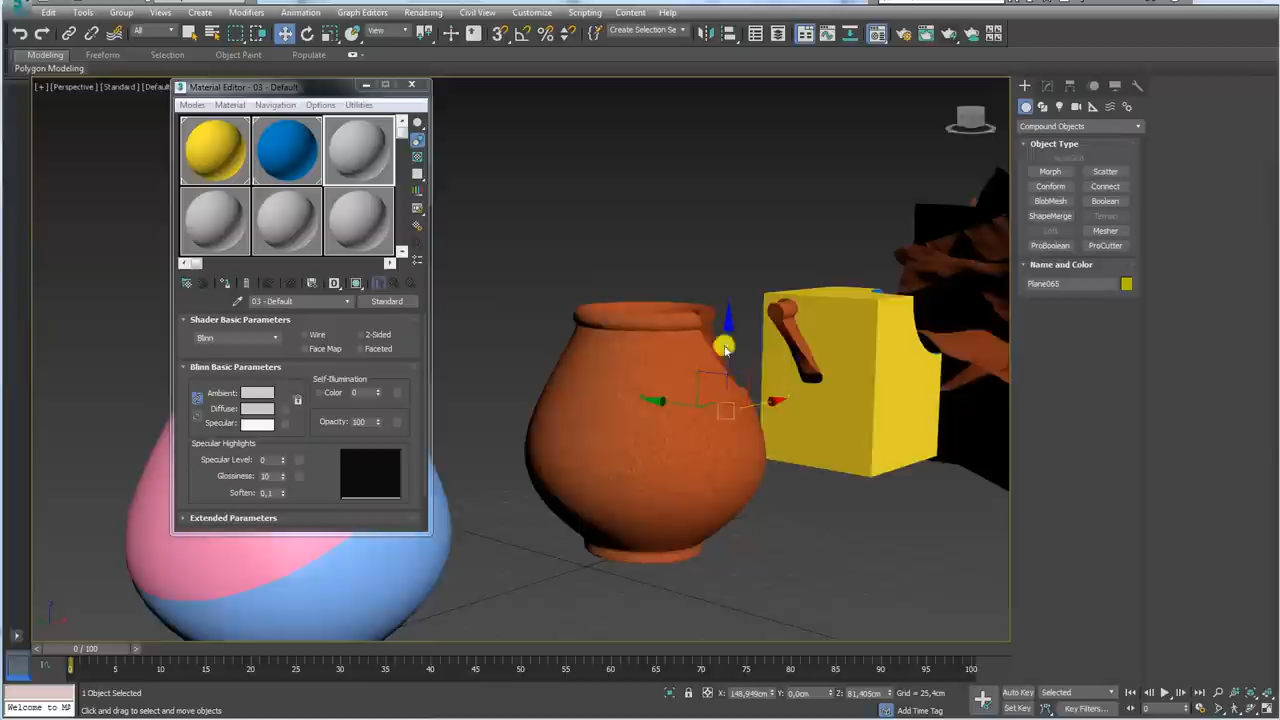 Edit Tools Group Views Create Modifiers Animation Graph Editors Rendering Civil View Customize Scripting Content Help
All View Create Selection Se
Modeling Freeform Selection Object Paint Populate
Polygon Modeling
[+] [Perspective] [Standard] [Default
Material Editor - 03 - Default
Modes Material Navigation Options Utilities
03 - Default Standard
Shader Basic Parameters
Blinn Wire 2-Sided
Face Map Faceted
Blinn Basic Parameters
Self-Illumination
Ambient: Color 0
Diffuse:
Specular: Opacity: 100
Specular Highlights
Specular Level: 0
Glossiness: 10
Soften: 0,1
Extended Parameters
Compound Objects
Object Type
AutoGrid
Morph Scatter
Conform Connect
BlobMesh Boolean
ShapeMerge Terrain
Loft Mesher
ProBoolean ProCutter
Name and Color
Plane065
0 / 100
0 5 10 15 20 25 30 35 40 45 50 55 60 65 70 75 80 85 90 95 100
1 Object Selected X: 148,949cm Y: 0,0cm Z: 81,405cm Grid = 25,4cm Auto Key Selected
Welcome to MA Click and drag to select and move objects Add Time Tag Set Key Key Filters... 0